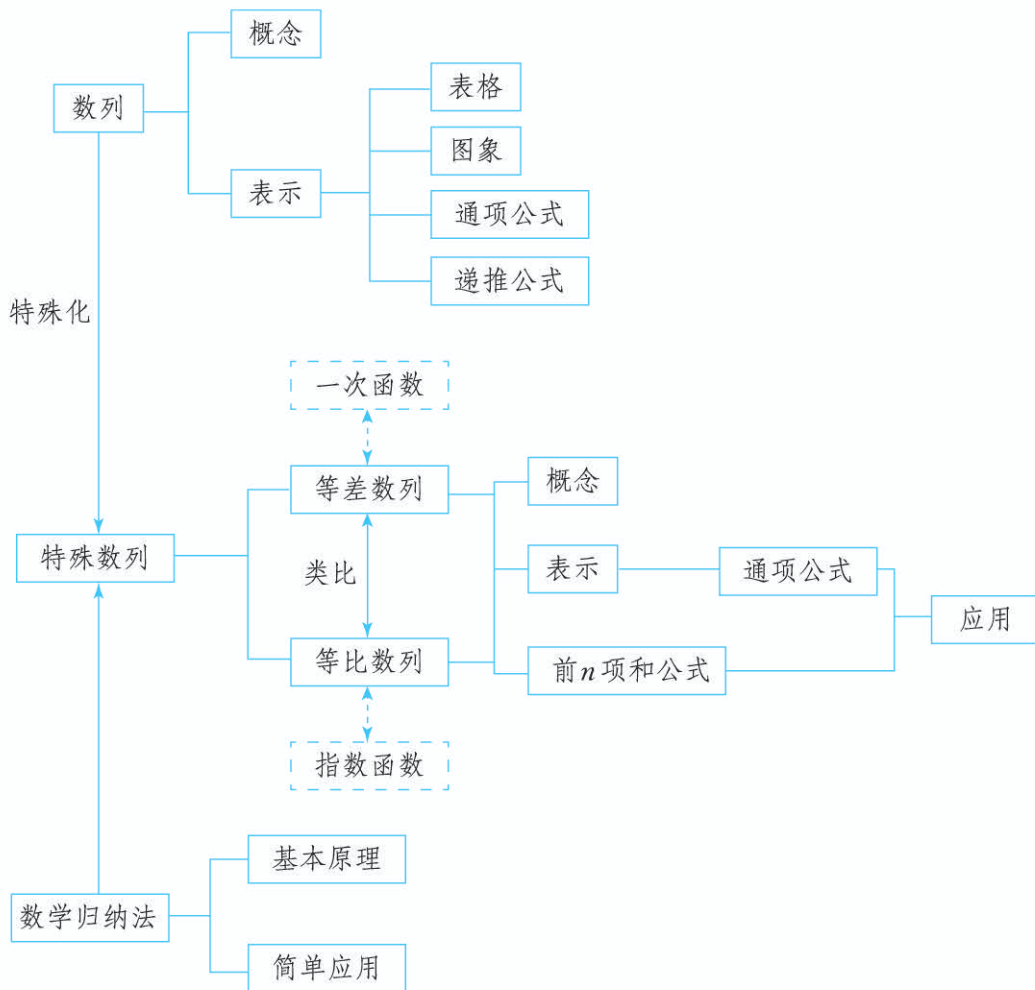 概念
数列
表格
图象
表示
通项公式
递推公式
特殊化
一次函数
等差数列
概念
特殊数列
类比
表示
通项公式
应用
等比数列
前n项和公式
指数函数
基本原理
数学归纳法
简单应用